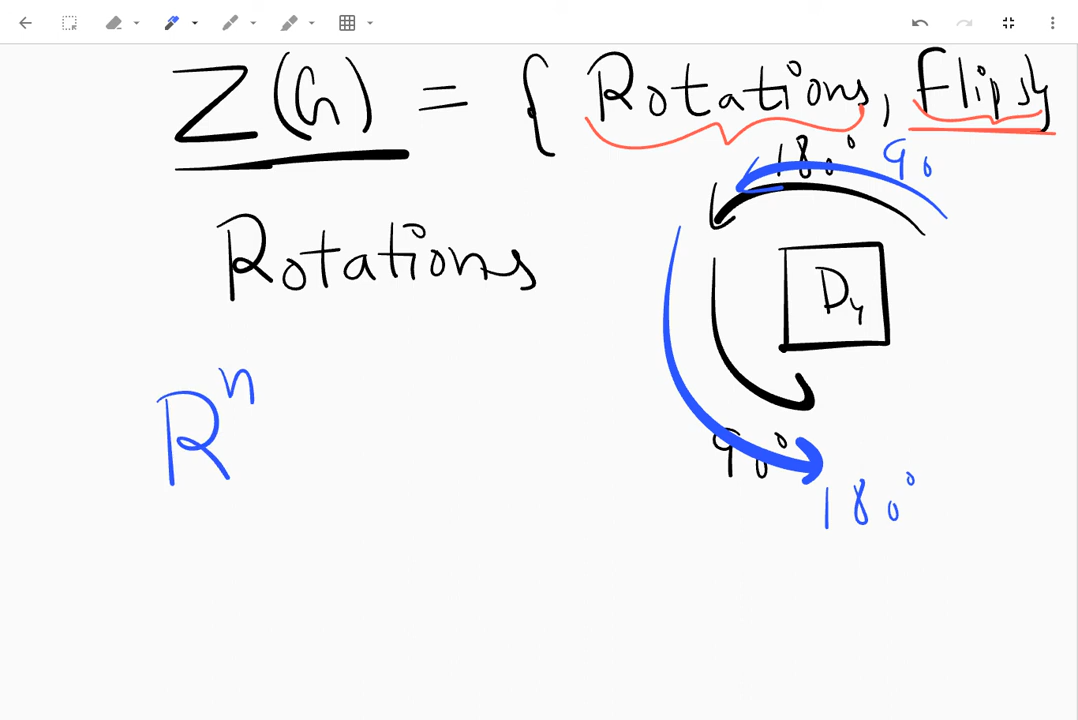 Z(G) = { Rotations, Flips}
180° 90
Rotations
D4
R^n
90°
180°